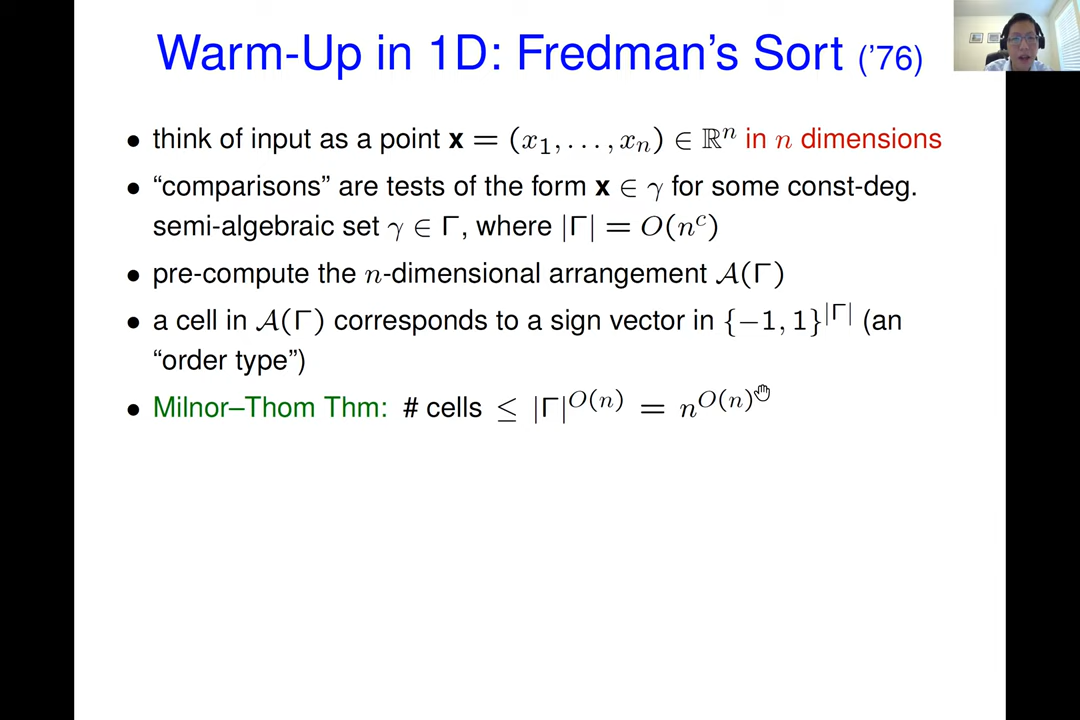 Warm-Up in 1D: Fredman's Sort ('76)
• think of input as a point x = (x₁, . . . , xₙ) ∈ ℝⁿ in n dimensions
• “comparisons” are tests of the form x ∈ γ for some const-deg.
semi-algebraic set γ ∈ Γ, where |Γ| = O(nᶜ)
• pre-compute the n-dimensional arrangement 𝒜(Γ)
• a cell in 𝒜(Γ) corresponds to a sign vector in {−1, 1}^|Γ| (an
“order type”)
• Milnor–Thom Thm: # cells ≤ |Γ|^O(n) = n^O(n)